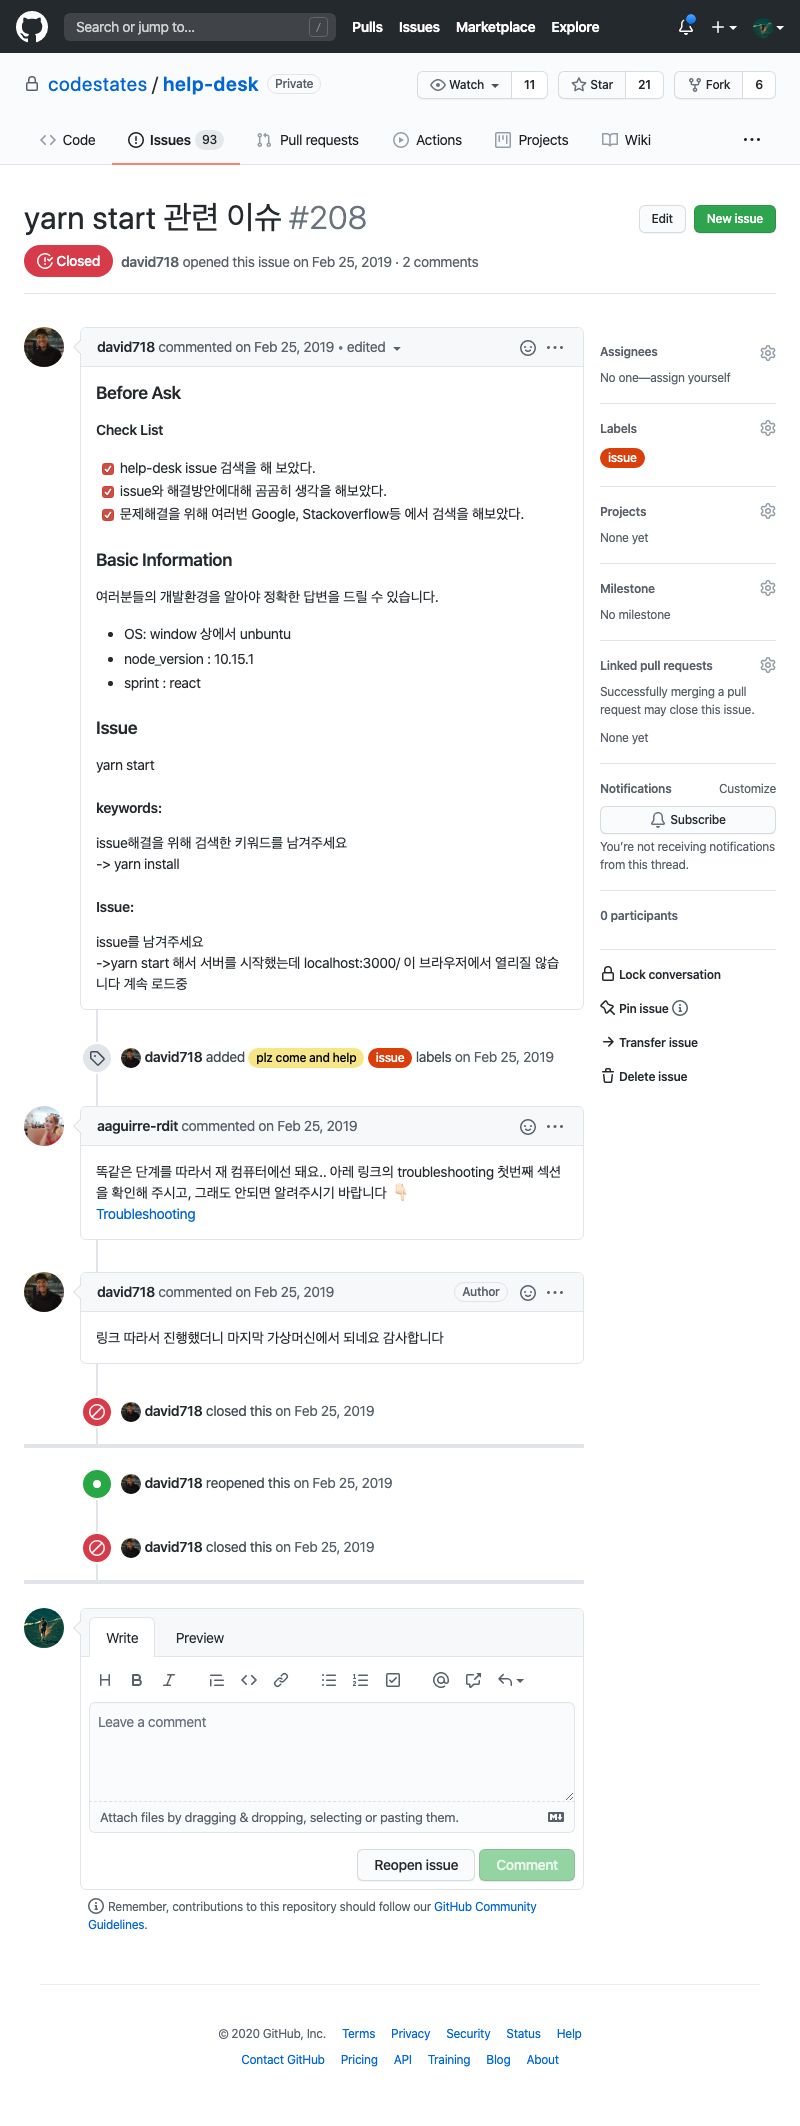 Search or jump to... /
Pulls Issues Marketplace Explore
codestates / help-desk Private
Watch 11 Star 21 Fork 6
Code Issues 93 Pull requests Actions Projects Wiki
yarn start 관련 이슈 #208
Edit New issue
Closed david718 opened this issue on Feb 25, 2019 · 2 comments
david718 commented on Feb 25, 2019 • edited
Before Ask
Check List
help-desk issue 검색을 해 보았다.
issue와 해결방안에대해 곰곰히 생각을 해보았다.
문제해결을 위해 여러번 Google, Stackoverflow등 에서 검색을 해보았다.
Basic Information
여러분들의 개발환경을 알아야 정확한 답변을 드릴 수 있습니다.
• OS: window 상에서 unbuntu
• node_version : 10.15.1
• sprint : react
Issue
yarn start
keywords:
issue해결을 위해 검색한 키워드를 남겨주세요
-> yarn install
Issue:
issue를 남겨주세요
->yarn start 해서 서버를 시작했는데 localhost:3000/ 이 브라우저에서 열리질 않습
니다 계속 로드중
david718 added plz come and help issue labels on Feb 25, 2019
aaguirre-rdit commented on Feb 25, 2019
똑같은 단계를 따라서 재 컴퓨터에선 돼요.. 아레 링크의 troubleshooting 첫번째 섹션
을 확인해 주시고, 그래도 안되면 알려주시기 바랍니다 👇🏻
Troubleshooting
david718 commented on Feb 25, 2019 Author
링크 따라서 진행했더니 마지막 가상머신에서 되네요 감사합니다
david718 closed this on Feb 25, 2019
david718 reopened this on Feb 25, 2019
david718 closed this on Feb 25, 2019
Write Preview
Leave a comment
Attach files by dragging & dropping, selecting or pasting them.
Reopen issue Comment
Remember, contributions to this repository should follow our GitHub Community
Guidelines.
Assignees
No one—assign yourself
Labels
issue
Projects
None yet
Milestone
No milestone
Linked pull requests
Successfully merging a pull
request may close this issue.
None yet
Notifications Customize
Subscribe
You're not receiving notifications
from this thread.
0 participants
Lock conversation
Pin issue
Transfer issue
Delete issue
© 2020 GitHub, Inc. Terms Privacy Security Status Help
Contact GitHub Pricing API Training Blog About